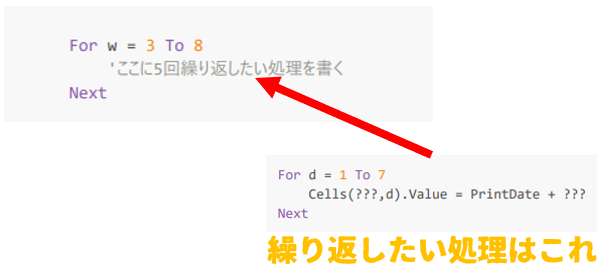 For w = 3 To 8
'ここに5回繰り返したい処理を書く
Next
For d = 1 To 7
Cells(???,d).Value = PrintDate + ???
Next
繰り返したい処理はこれ